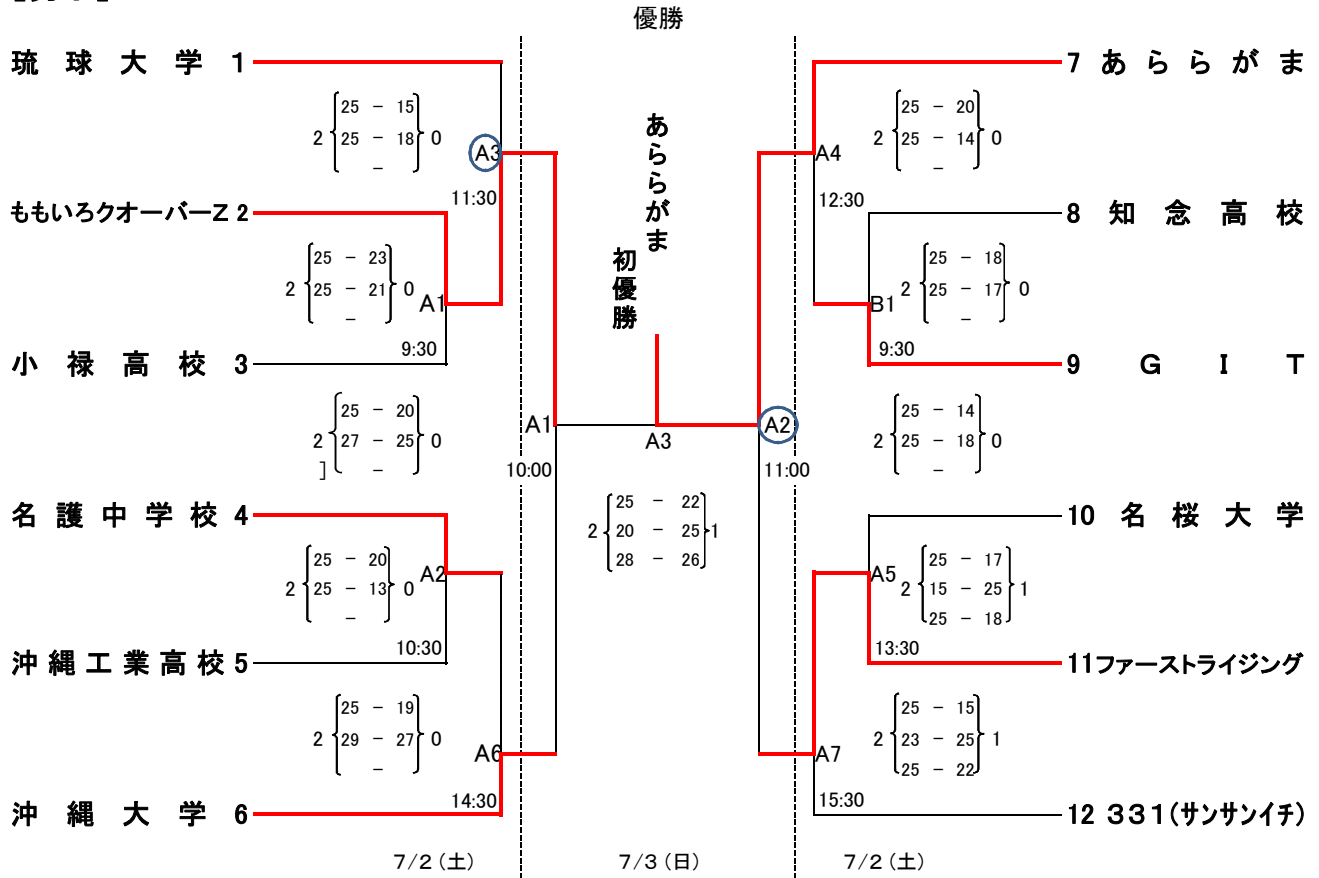 優勝
琉球大学 1
7 あららがま
25 - 15
2 25 - 18 0
-
A3
11:30
あららがま
初優勝
25 - 20
2 25 - 14 0
-
A4
12:30
ももいろクオーバーZ 2
8 知念高校
25 - 23
2 25 - 21 0
-
A1
9:30
25 - 18
2 25 - 17 0
-
B1
9:30
小禄高校 3
9 GIT
25 - 20
2 27 - 25 0
] -
A1
10:00
A3
A2
11:00
25 - 14
2 25 - 18 0
-
25 - 22
2 20 - 25 1
28 - 26
名護中学校 4
10 名桜大学
25 - 20
2 25 - 13 0
-
A2
10:30
A5
25 - 17
2 15 - 25 1
25 - 18
13:30
沖縄工業高校 5
11ファーストライジング
25 - 19
2 29 - 27 0
-
A6
14:30
A7
25 - 15
2 23 - 25 1
25 - 22
15:30
沖縄大学 6
12 331(サンサンイチ)
7/2(土)
7/3(日)
7/2(土)